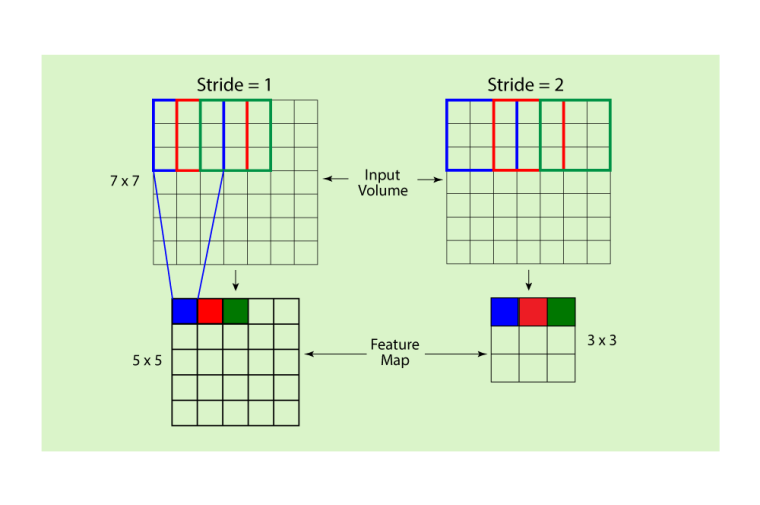 Stride = 1
Stride = 2
7 x 7
Input
Volume
5 x 5
Feature
Map
3 x 3